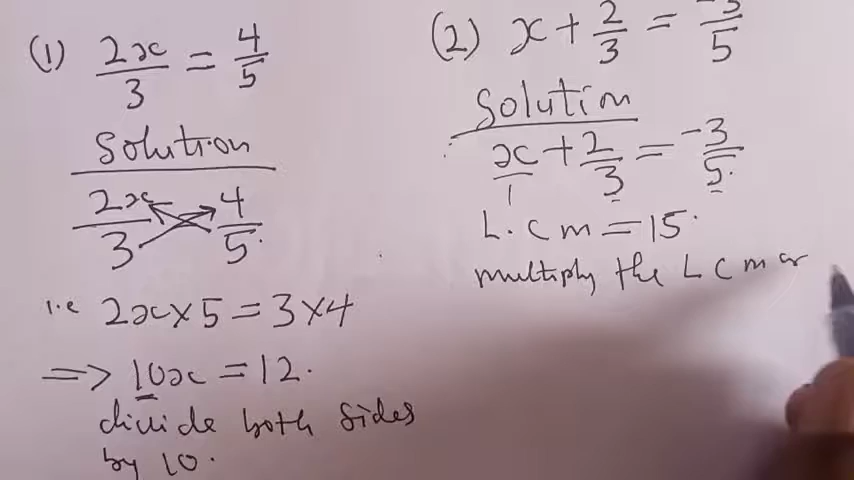 (1) 2x/3 = 4/5
Solution
2x/3 4/5.
i.e 2x×5 = 3×4
=> 10x = 12.
divide both sides
by 10.
(2) x + 2/3 = -3/5
Solution
x/1 + 2/3 = -3/5.
L.c m = 15.
multiply the L C m